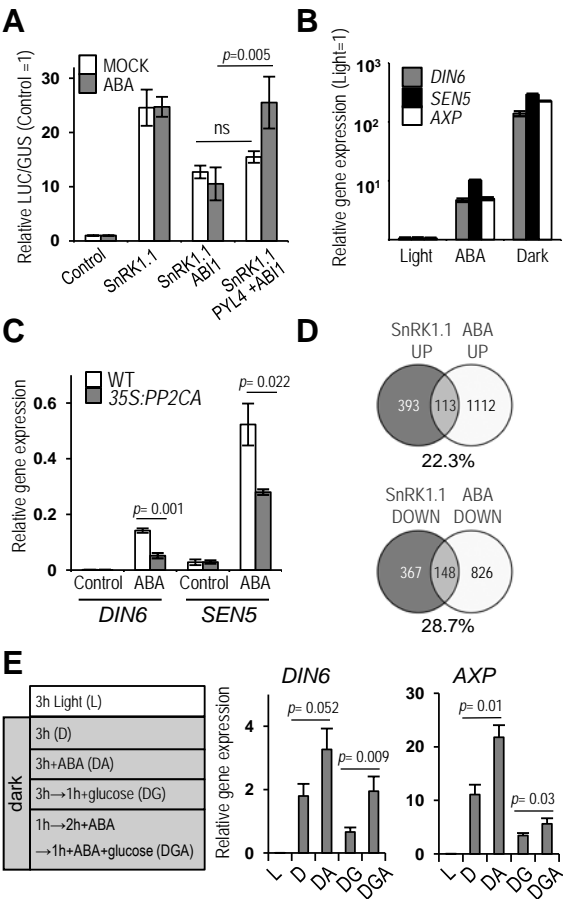 A
Relative LUC/GUS (Control =1)
MOCK
ABA
p=0.005
ns
30
20
10
0
Control
SnRK1.1
SnRK1.1
ABI1
SnRK1.1
PYL4 +ABI1
B
Relative gene expression (Light=1)
10³
10²
10¹
DIN6
SEN5
AXP
Light ABA Dark
C
Relative gene expression
WT
35S:PP2CA
p= 0.022
p= 0.001
0.6
0.4
0.2
0
Control ABA Control ABA
DIN6 SEN5
D
SnRK1.1 ABA
UP UP
393 113 1112
22.3%
SnRK1.1 ABA
DOWN DOWN
367 148 826
28.7%
E
dark
3h Light (L)
3h (D)
3h+ABA (DA)
3h→1h+glucose (DG)
1h→2h+ABA
→1h+ABA+glucose (DGA)
Relative gene expression
DIN6
p= 0.052
p= 0.009
4
2
0
L D DA DG DGA
AXP
p= 0.01
p= 0.03
30
20
10
0
L D DA DG DGA